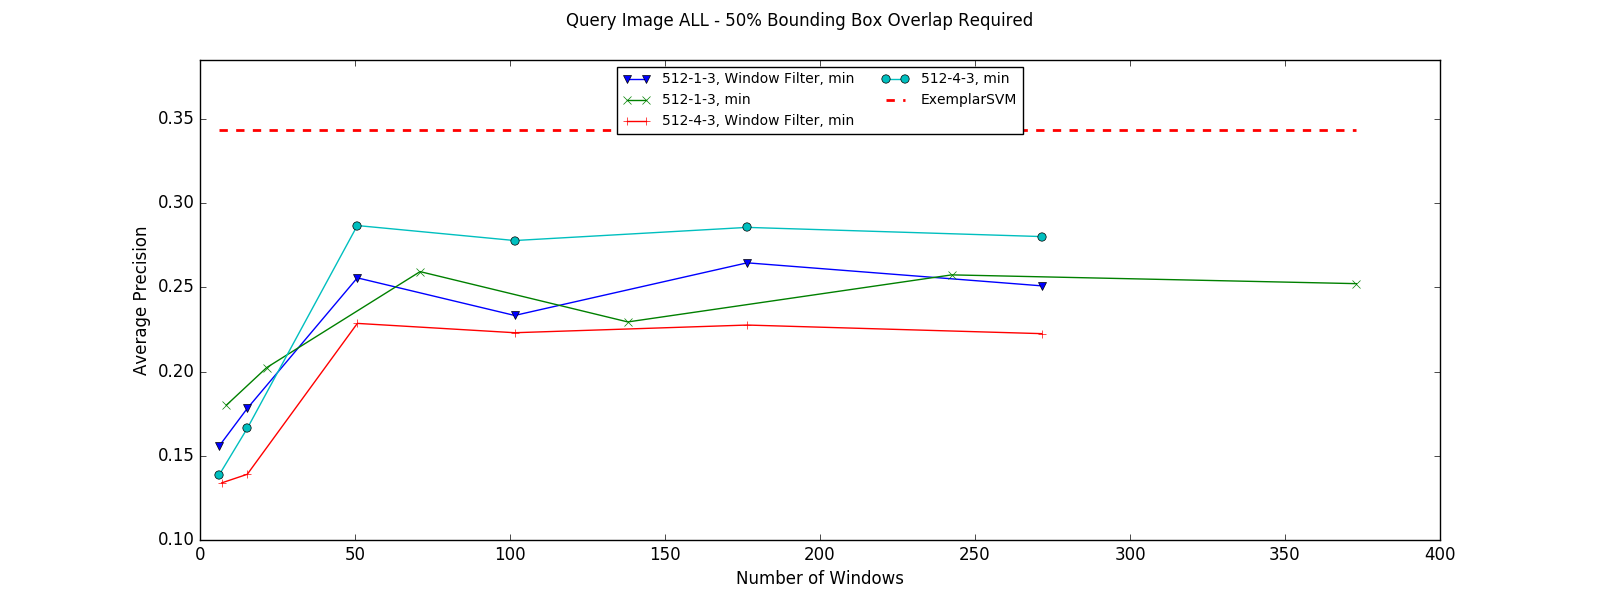 Query Image ALL - 50% Bounding Box Overlap Required
512-1-3, Window Filter, min
512-1-3, min
512-4-3, Window Filter, min
512-4-3, min
ExemplarSVM
Average Precision
0.35
0.30
0.25
0.20
0.15
0.10
0 50 100 150 200 250 300 350 400
Number of Windows